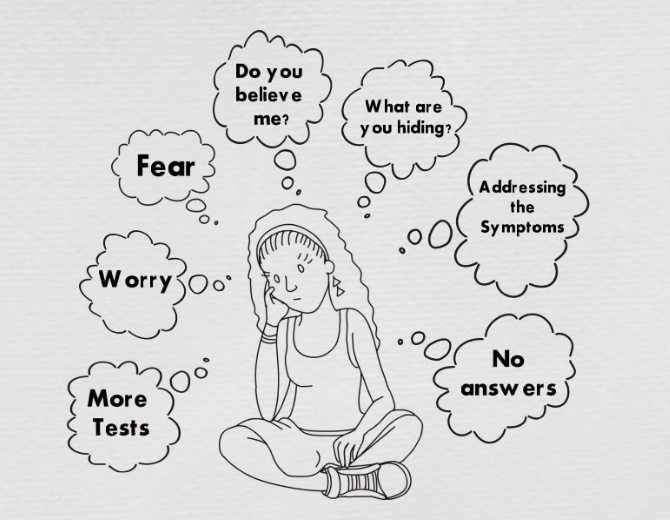 Do you
believe
me?
What are
you hiding?
Fear
Addressing
the
Symptoms
Worry
No
answers
More
Tests